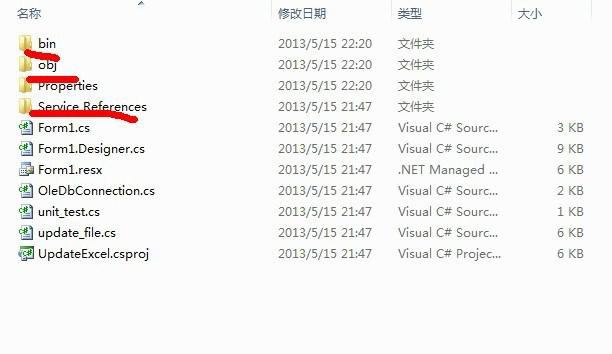 名称 修改日期 类型 大小
bin 2013/5/15 22:20 文件夹
obj 2013/5/15 22:20 文件夹
Properties 2013/5/15 22:20 文件夹
Service References 2013/5/15 21:47 文件夹
Form1.cs 2013/5/15 21:47 Visual C# Sourc... 3 KB
Form1.Designer.cs 2013/5/15 21:47 Visual C# Sourc... 9 KB
Form1.resx 2013/5/15 21:47 .NET Managed ... 6 KB
OleDbConnection.cs 2013/5/15 21:47 Visual C# Sourc... 2 KB
unit_test.cs 2013/5/15 21:47 Visual C# Sourc... 1 KB
update_file.cs 2013/5/15 21:47 Visual C# Sourc... 6 KB
UpdateExcel.csproj 2013/5/15 21:47 Visual C# Projec... 6 KB